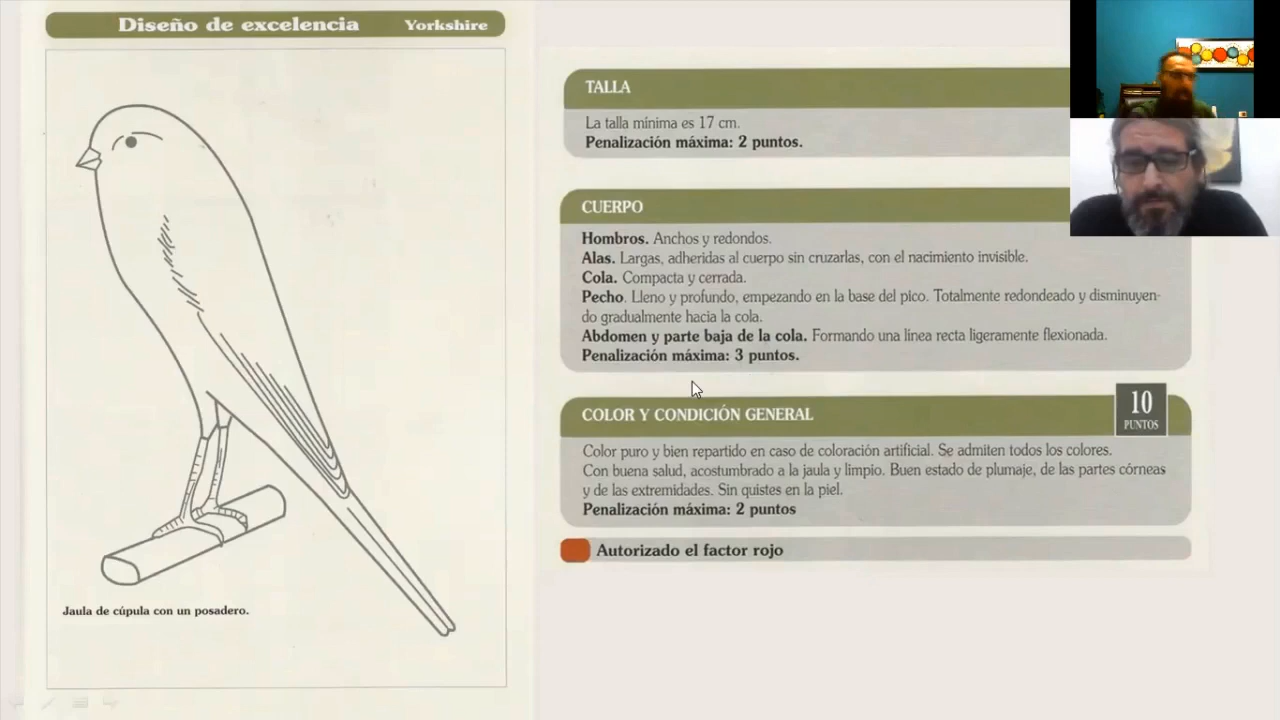 Diseño de excelencia Yorkshire
Jaula de cúpula con un posadero.
TALLA
La talla mínima es 17 cm.
Penalización máxima: 2 puntos.
CUERPO
Hombros. Anchos y redondos.
Alas. Largas, adheridas al cuerpo sin cruzarlas, con el nacimiento invisible.
Cola. Compacta y cerrada.
Pecho. Lleno y profundo, empezando en la base del pico. Totalmente redondeado y disminuyen-
do gradualmente hacia la cola.
Abdomen y parte baja de la cola. Formando una línea recta ligeramente flexionada.
Penalización máxima: 3 puntos.
COLOR Y CONDICIÓN GENERAL
10
PUNTOS
Color puro y bien repartido en caso de coloración artificial. Se admiten todos los colores.
Con buena salud, acostumbrado a la jaula y limpio. Buen estado de plumaje, de las partes córneas
y de las extremidades. Sin quistes en la piel.
Penalización máxima: 2 puntos
Autorizado el factor rojo